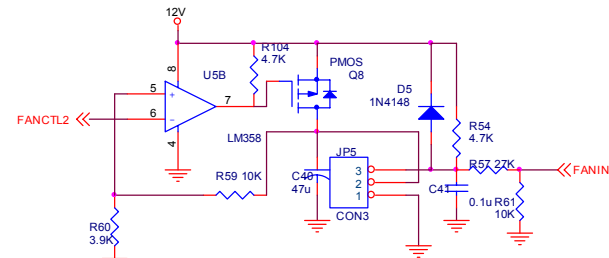 12V
R104
4.7K
PMOS
Q8
8
U5B
5
+
7
6
-
4
FANCTL2
LM358
D5
1N4148
R54
4.7K
JP5
R59 10K
C40
47u
3
2
1
CON3
R57 27K
FANIN
C41
0.1u
R61
10K
R60
3.9K